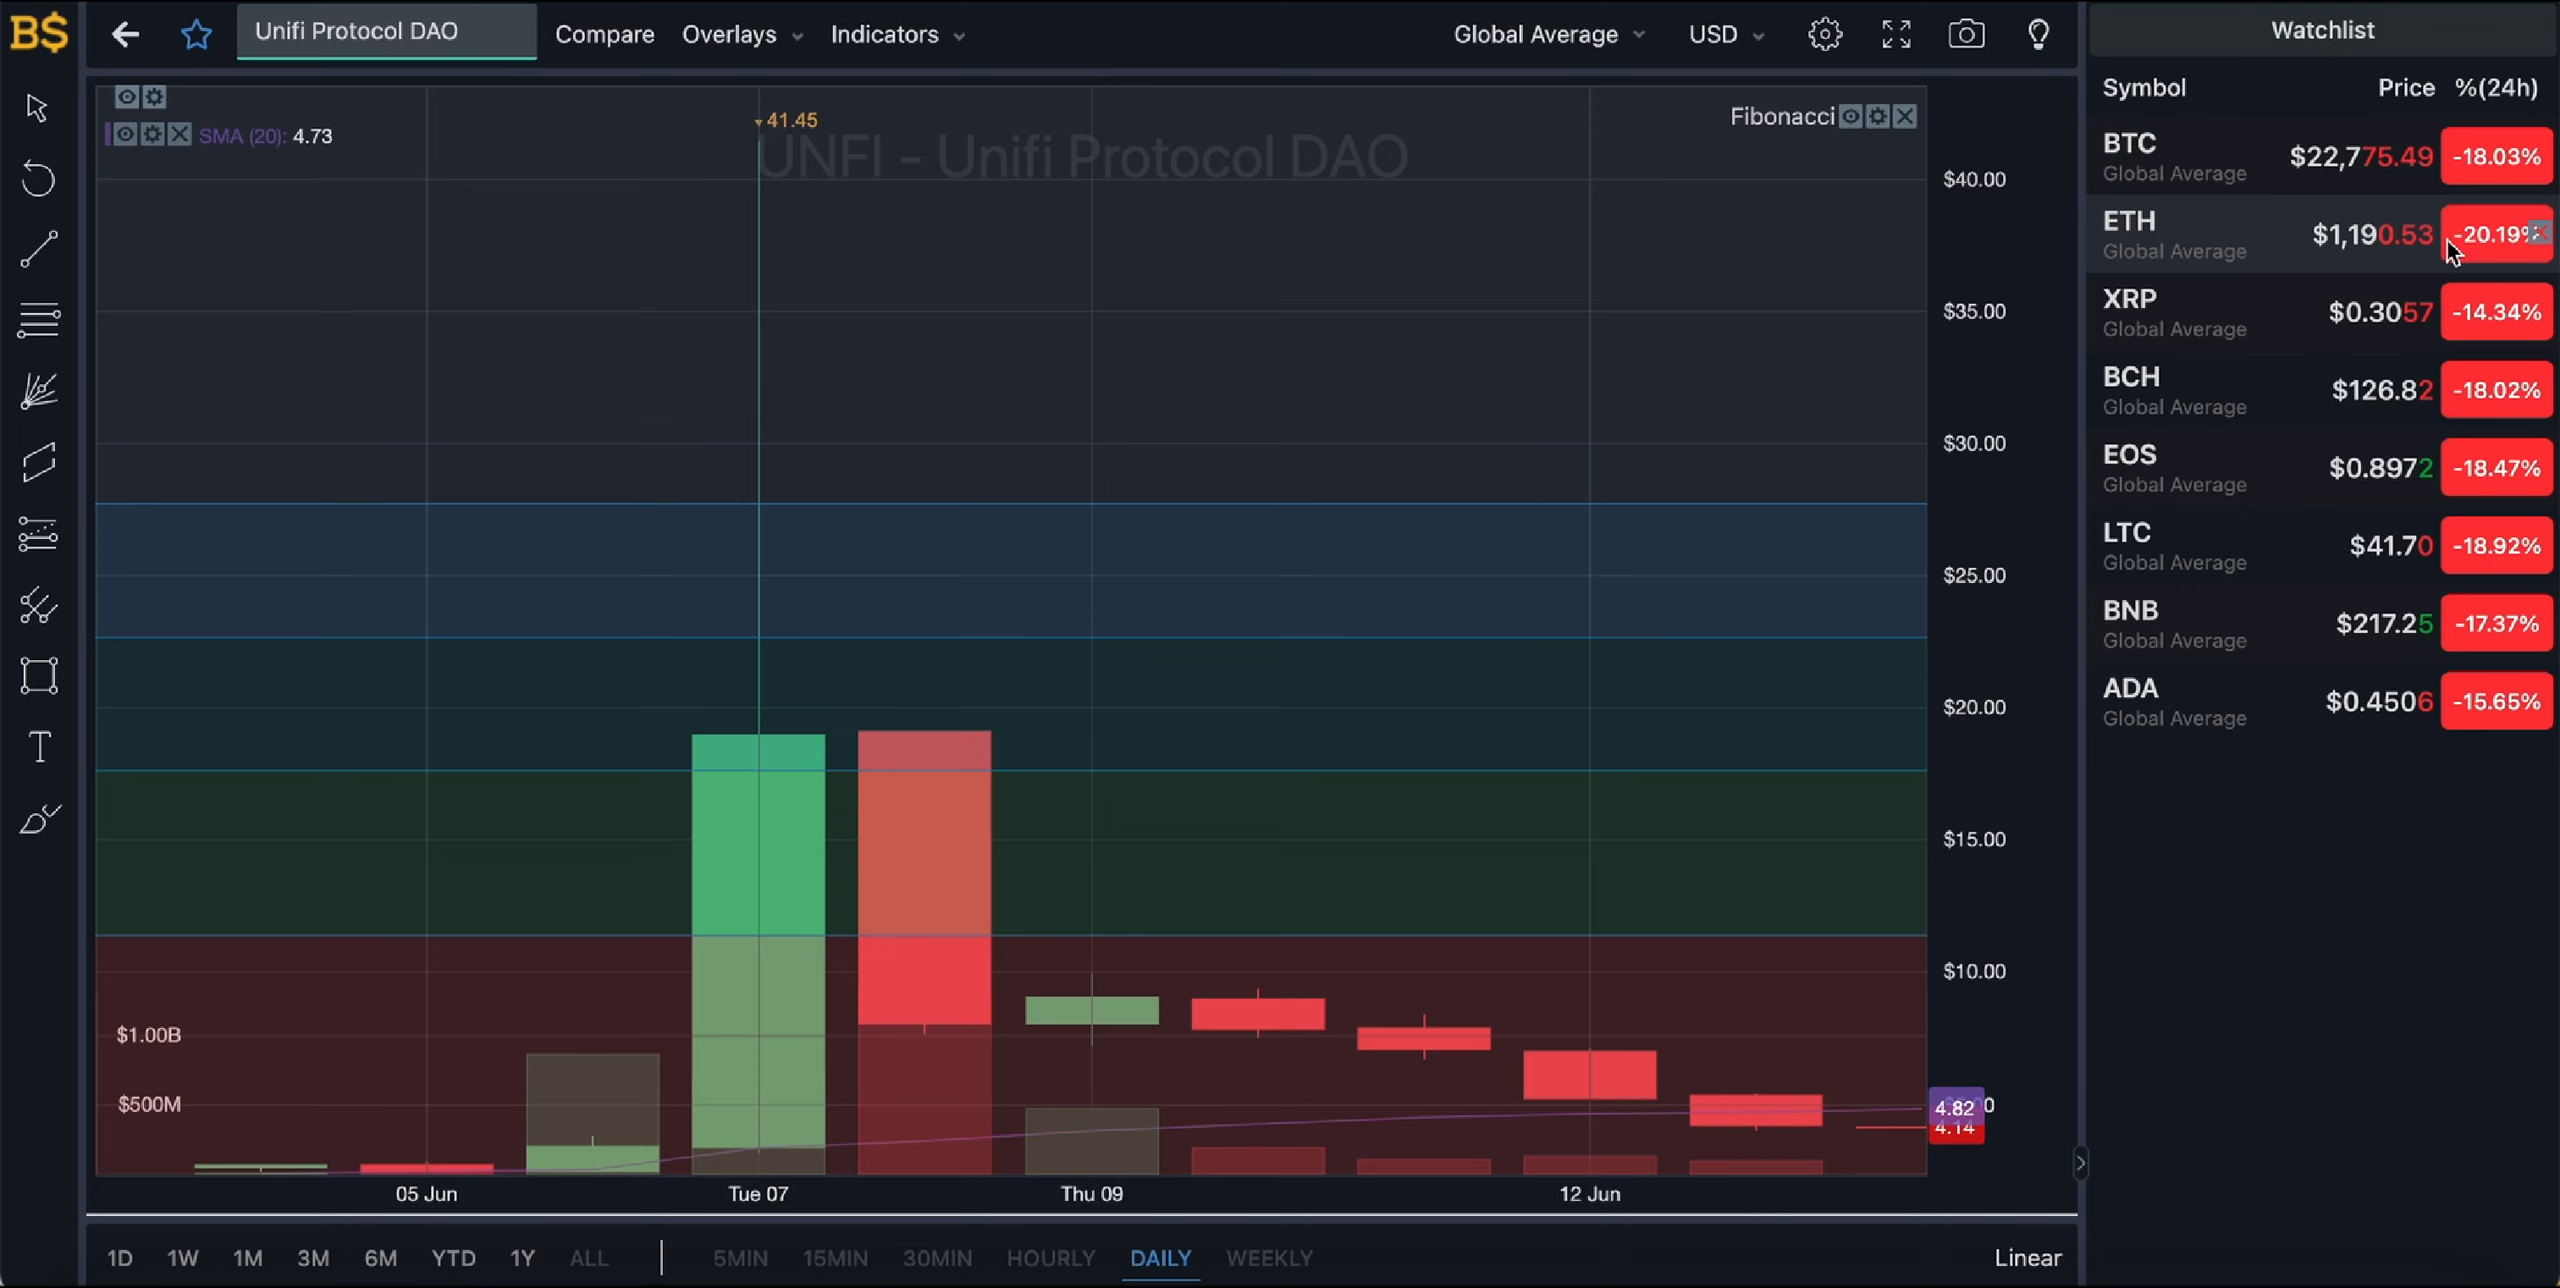 B$
Unifi Protocol DAO
Compare
Overlays
Indicators
Global Average
USD
Watchlist
Symbol Price %(24h)
SMA (20): 4.73
41.45
Fibonacci
UNFI - Unifi Protocol DAO
$40.00
$35.00
$30.00
$25.00
$20.00
$15.00
$10.00
$1.00B
$500M
4.82
4.14
05 Jun
Tue 07
Thu 09
12 Jun
1D 1W 1M 3M 6M YTD 1Y ALL
5MIN 15MIN 30MIN HOURLY DAILY WEEKLY
Linear
BTC $22,775.49 -18.03%
Global Average
ETH $1,190.53 -20.19%
Global Average
XRP $0.3057 -14.34%
Global Average
BCH $126.82 -18.02%
Global Average
EOS $0.8972 -18.47%
Global Average
LTC $41.70 -18.92%
Global Average
BNB $217.25 -17.37%
Global Average
ADA $0.4506 -15.65%
Global Average